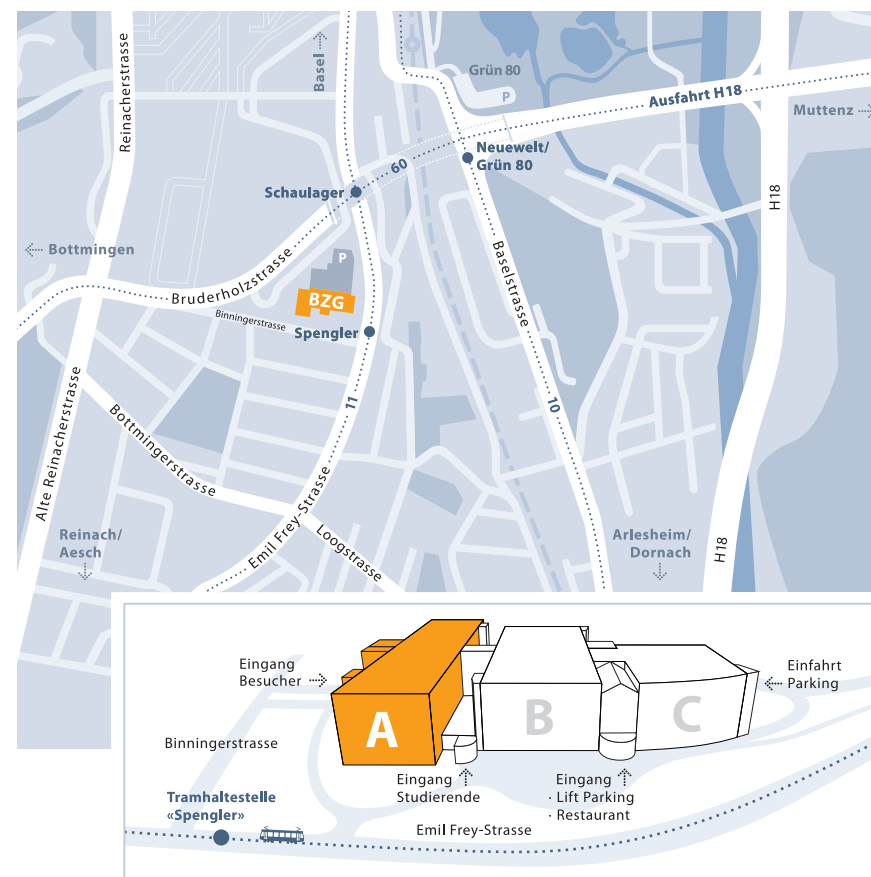 Reinacherstrasse
Basel
Grün 80
P
Ausfahrt H18
Muttenz
Neuewelt/
Grün 80
60
Schaulager
H18
Bottmingen
P
Bruderholzstrasse
BZG
Binningerstrasse
Spengler
Baselstrasse
11
10
Alte Reinacherstrasse
Bottmingerstrasse
Emil Frey-Strasse
Loogstrasse
Reinach/
Aesch
Arlesheim/
Dornach
H18
Eingang
Besucher
Einfahrt
Parking
A
B
C
Binningerstrasse
Eingang
Studierende
Eingang
· Lift Parking
· Restaurant
Tramhaltestelle
«Spengler»
Emil Frey-Strasse